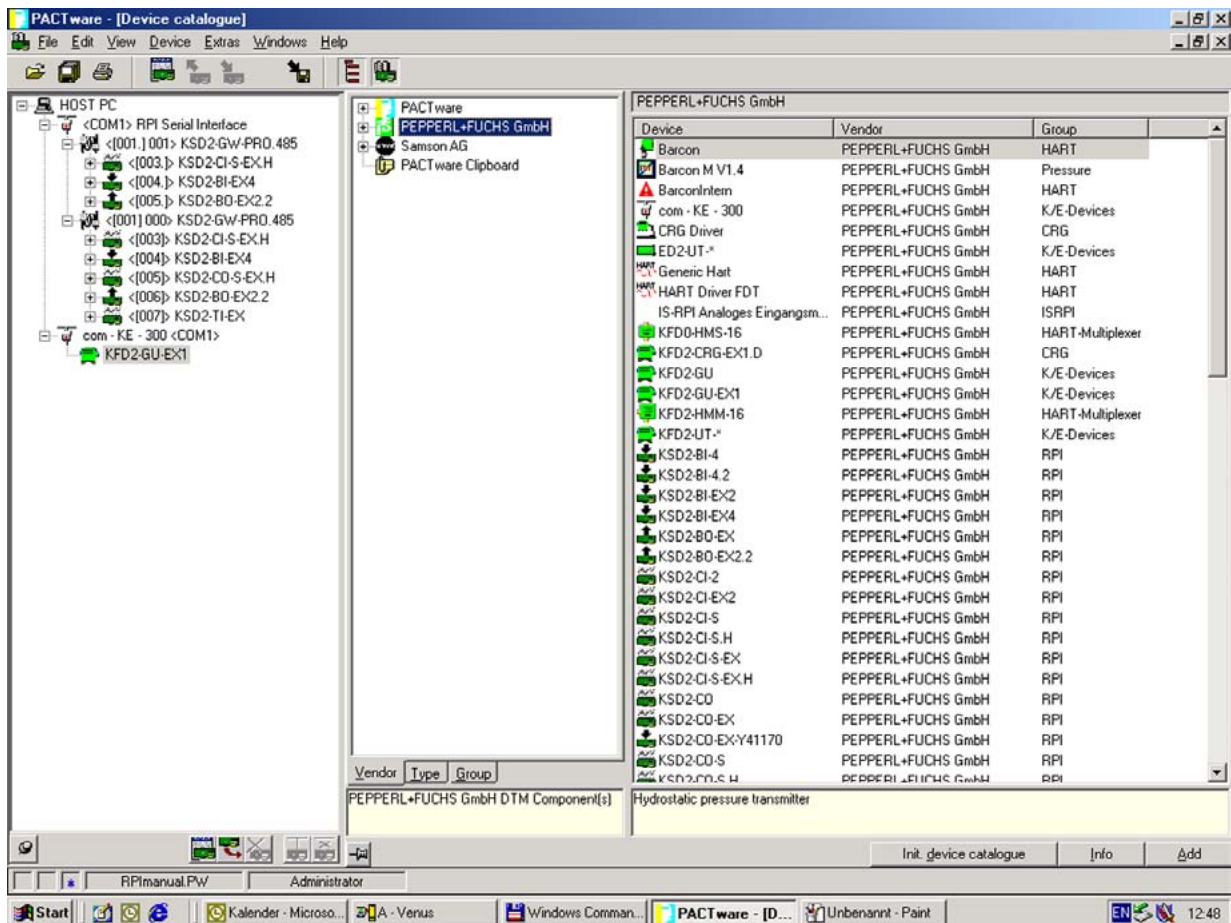 PACTware - [Device catalogue]
File Edit View Device Extras Windows Help
HOST PC
<COM1> RPI Serial Interface
<[001.] 001> KSD2-GW-PRO.485
<[003.]> KSD2-CI-S-EX.H
<[004.]> KSD2-BI-EX4
<[005.]> KSD2-BO-EX2.2
<[001] 000> KSD2-GW-PRO.485
<[003]> KSD2-CI-S-EX.H
<[004]> KSD2-BI-EX4
<[005]> KSD2-CO-S-EX.H
<[006]> KSD2-BO-EX2.2
<[007]> KSD2-TI-EX
com - KE - 300 <COM1>
KFD2-GU-EX1
PACTware
PEPPERL+FUCHS GmbH
Samson AG
PACTware Clipboard
Vendor Type Group
PEPPERL+FUCHS GmbH DTM Component(s)
PEPPERL+FUCHS GmbH
Device Vendor Group
Barcon PEPPERL+FUCHS GmbH HART
Barcon M V1.4 PEPPERL+FUCHS GmbH Pressure
BarconIntern PEPPERL+FUCHS GmbH HART
com - KE - 300 PEPPERL+FUCHS GmbH K/E-Devices
CRG Driver PEPPERL+FUCHS GmbH CRG
ED2-UT-* PEPPERL+FUCHS GmbH K/E-Devices
Generic Hart PEPPERL+FUCHS GmbH HART
HART Driver FDT PEPPERL+FUCHS GmbH HART
IS-RPI Analoges Eingangsm... PEPPERL+FUCHS GmbH ISRPI
KFD0-HMS-16 PEPPERL+FUCHS GmbH HART-Multiplexer
KFD2-CRG-EX1.D PEPPERL+FUCHS GmbH CRG
KFD2-GU PEPPERL+FUCHS GmbH K/E-Devices
KFD2-GU-EX1 PEPPERL+FUCHS GmbH K/E-Devices
KFD2-HMM-16 PEPPERL+FUCHS GmbH HART-Multiplexer
KFD2-UT-* PEPPERL+FUCHS GmbH K/E-Devices
KSD2-BI-4 PEPPERL+FUCHS GmbH RPI
KSD2-BI-4.2 PEPPERL+FUCHS GmbH RPI
KSD2-BI-EX2 PEPPERL+FUCHS GmbH RPI
KSD2-BI-EX4 PEPPERL+FUCHS GmbH RPI
KSD2-BO-EX PEPPERL+FUCHS GmbH RPI
KSD2-BO-EX2.2 PEPPERL+FUCHS GmbH RPI
KSD2-CI-2 PEPPERL+FUCHS GmbH RPI
KSD2-CI-EX2 PEPPERL+FUCHS GmbH RPI
KSD2-CI-S PEPPERL+FUCHS GmbH RPI
KSD2-CI-S.H PEPPERL+FUCHS GmbH RPI
KSD2-CI-S-EX PEPPERL+FUCHS GmbH RPI
KSD2-CI-S-EX.H PEPPERL+FUCHS GmbH RPI
KSD2-CO PEPPERL+FUCHS GmbH RPI
KSD2-CO-EX PEPPERL+FUCHS GmbH RPI
KSD2-CO-EX-Y41170 PEPPERL+FUCHS GmbH RPI
KSD2-CO-S PEPPERL+FUCHS GmbH RPI
KSD2-CO-S.H PEPPERL+FUCHS GmbH RPI
Hydrostatic pressure transmitter
Init. device catalogue Info Add
RPImanual.PW Administrator
Start Kalender - Microso... A - Venus Windows Comman... PACTware - [D... Unbenannt - Paint EN 12:48